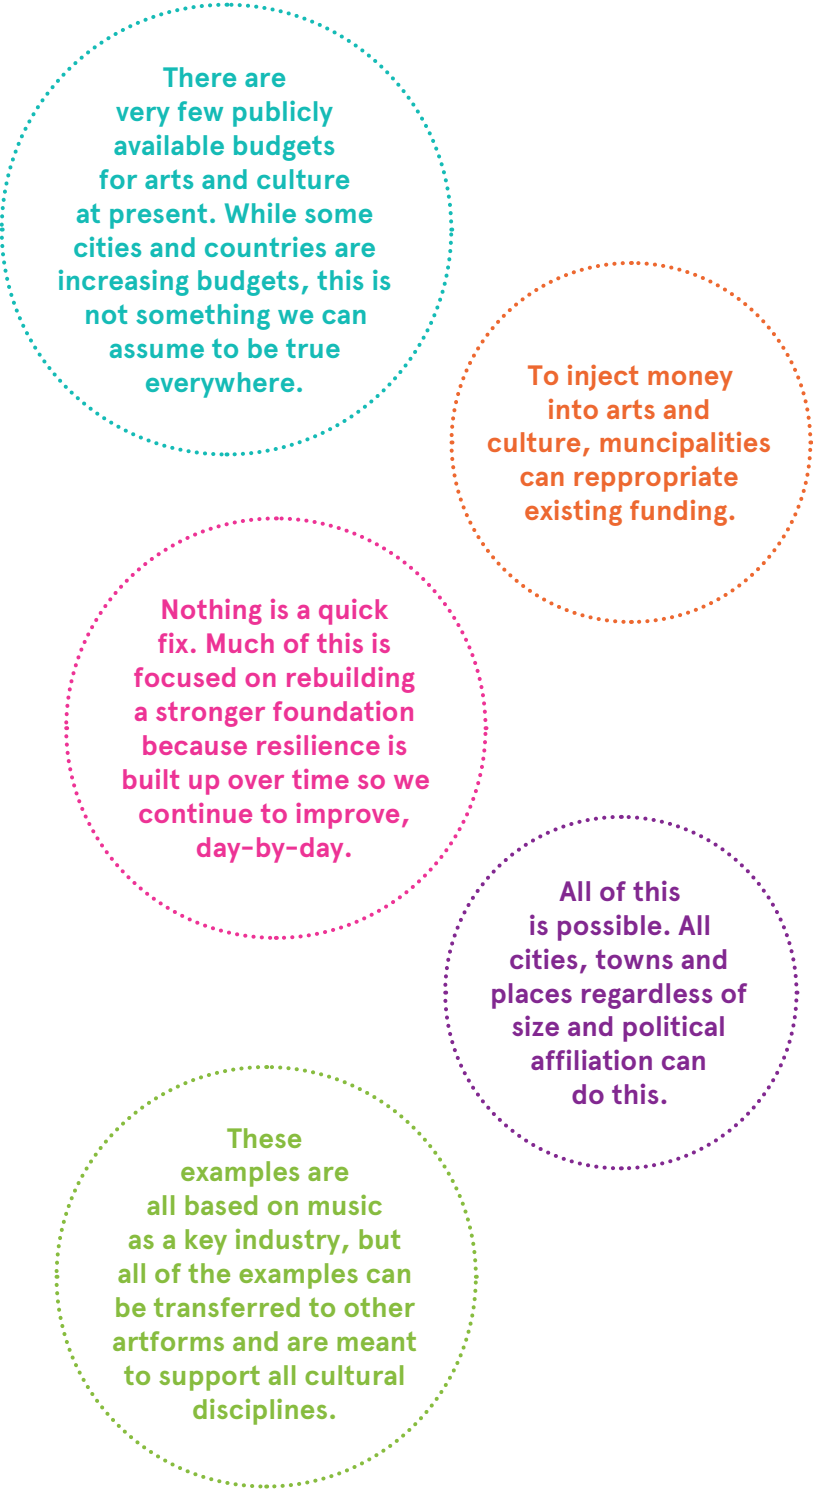 There are
very few publicly
available budgets
for arts and culture
at present. While some
cities and countries are
increasing budgets, this is
not something we can
assume to be true
everywhere.
To inject money
into arts and
culture, muncipalities
can reppropriate
existing funding.
Nothing is a quick
fix. Much of this is
focused on rebuilding
a stronger foundation
because resilience is
built up over time so we
continue to improve,
day-by-day.
All of this
is possible. All
cities, towns and
places regardless of
size and political
affiliation can
do this.
These
examples are
all based on music
as a key industry, but
all of the examples can
be transferred to other
artforms and are meant
to support all cultural
disciplines.